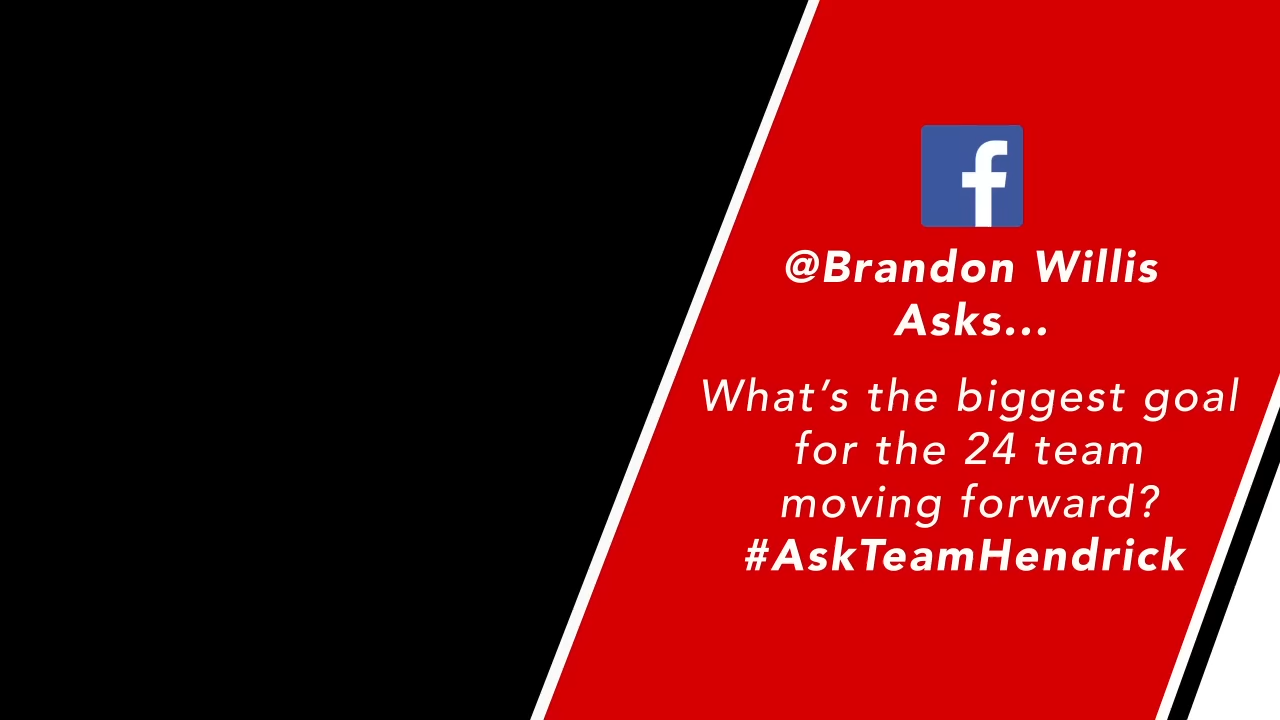 @Brandon Willis
Asks...
What's the biggest goal
for the 24 team
moving forward?
#AskTeamHendrick